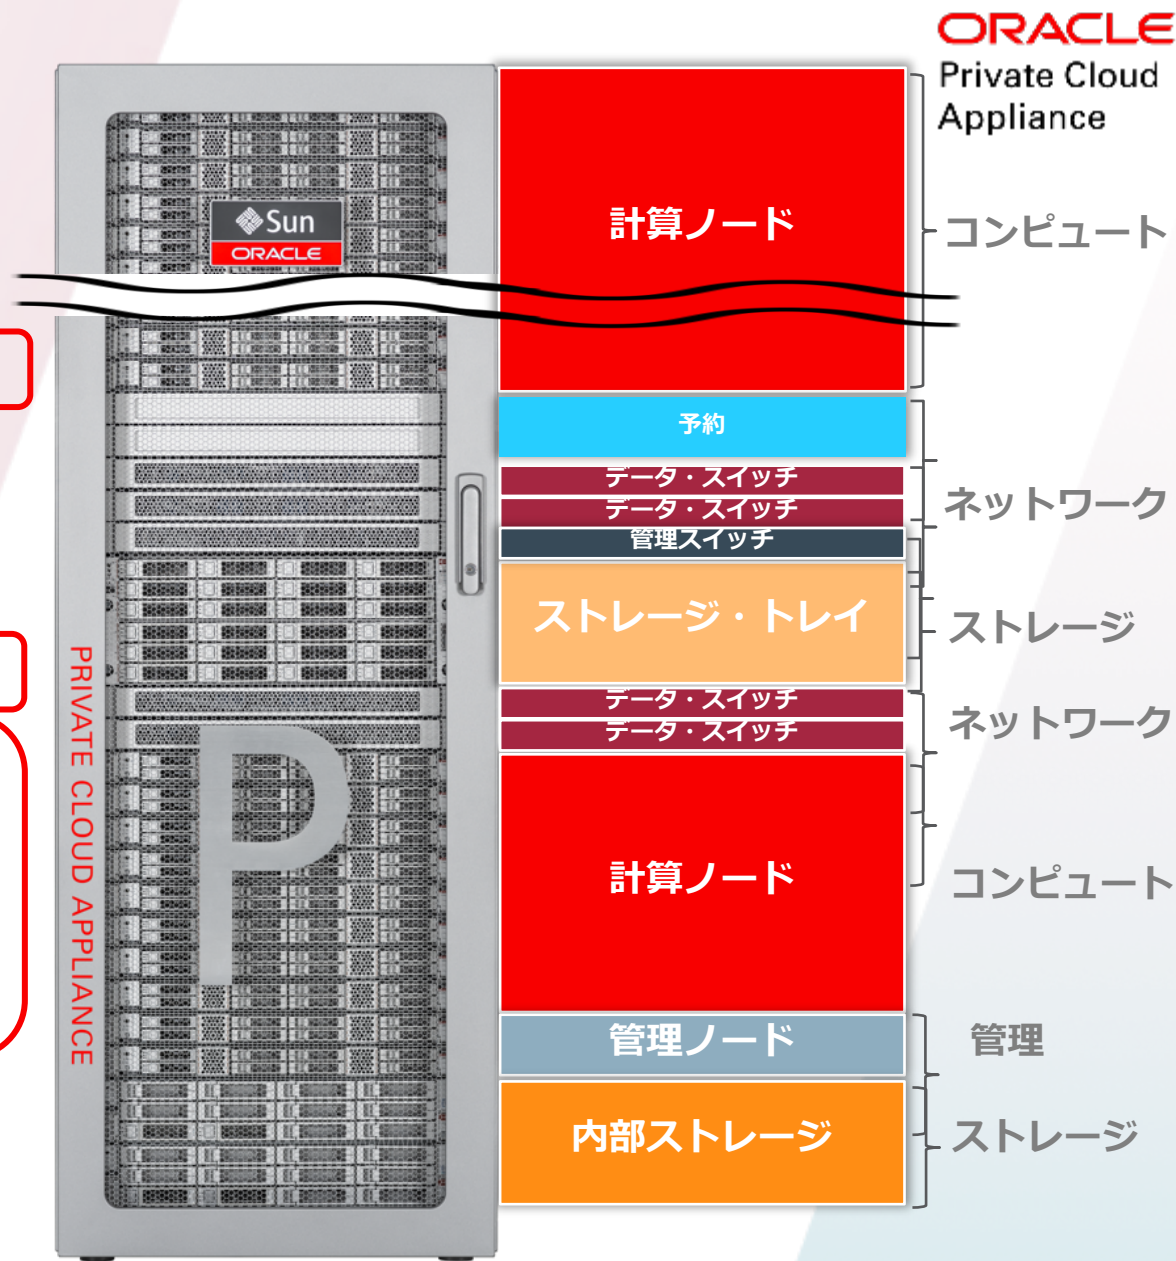 ORACLE
Private Cloud
Appliance
Sun
ORACLE
計算ノード
コンピュート
予約
データ・スイッチ
データ・スイッチ
ネットワーク
管理スイッチ
ストレージ・トレイ
ストレージ
データ・スイッチ
データ・スイッチ
ネットワーク
PRIVATE CLOUD APPLIANCE
P
計算ノード
コンピュート
管理ノード
管理
内部ストレージ
ストレージ